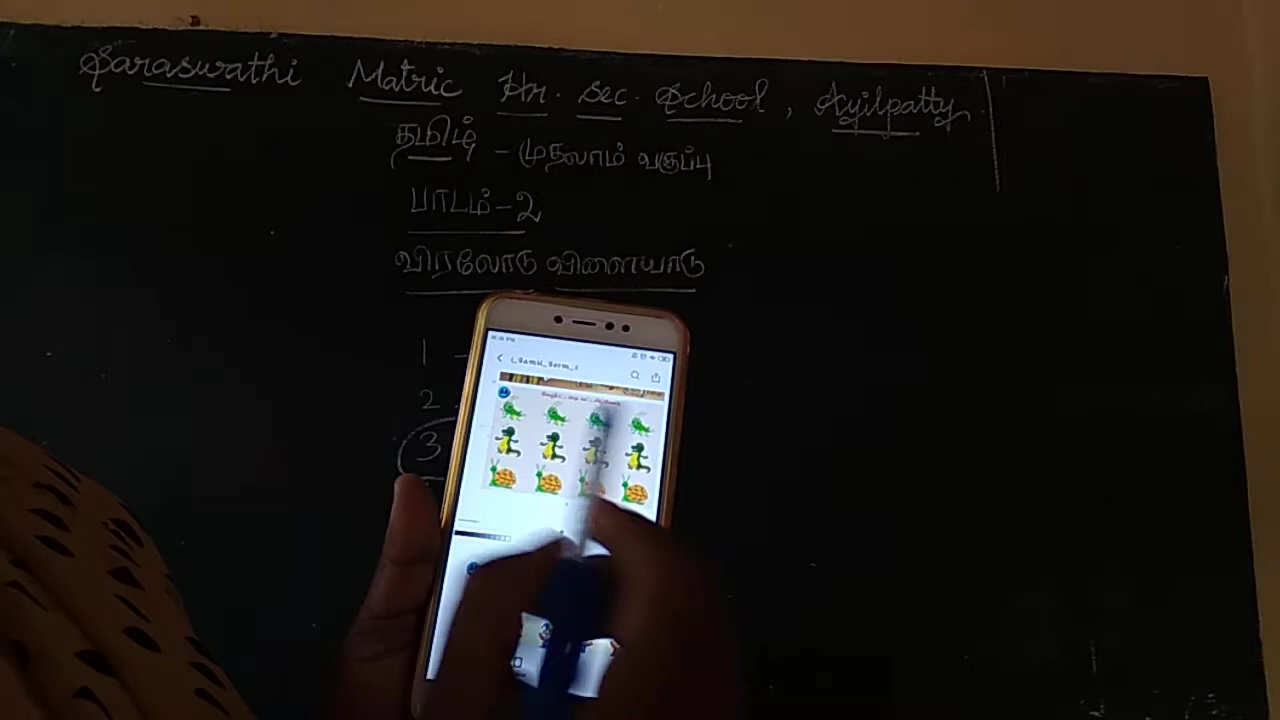 Saraswathi Matric Hr. Sec. School, Ayilpatty.
தமிழ் - முதலாம் வகுப்பு
பாடம்-2
விரலோடு விளையாடு
1 -
2
3